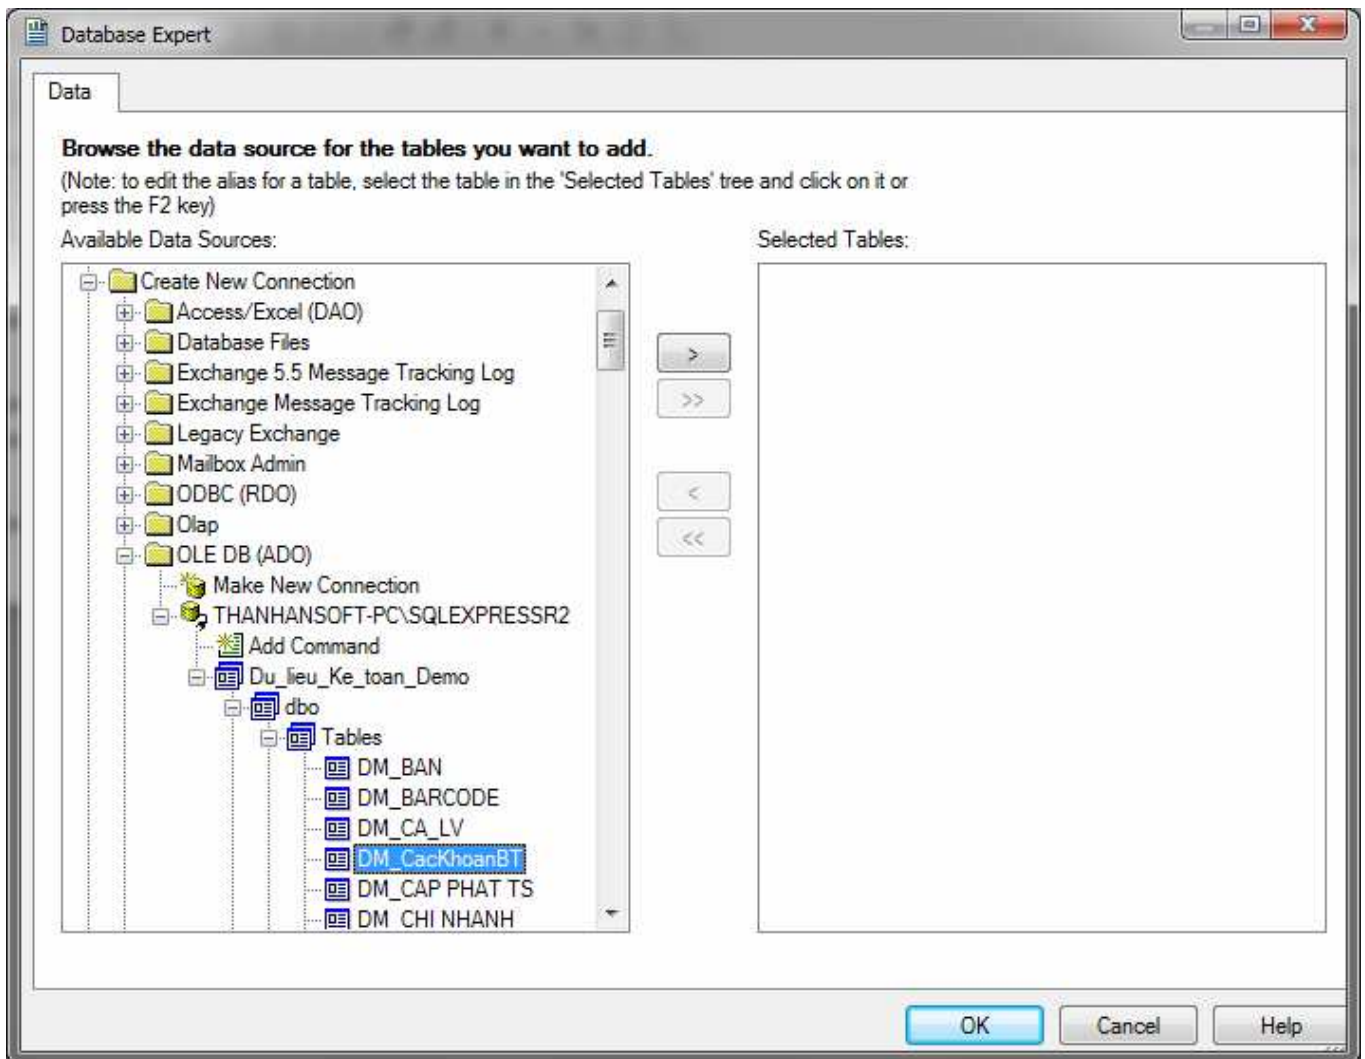 Database Expert
Data
Browse the data source for the tables you want to add.
(Note: to edit the alias for a table, select the table in the 'Selected Tables' tree and click on it or
press the F2 key)
Available Data Sources:
Selected Tables:
Create New Connection
Access/Excel (DAO)
Database Files
Exchange 5.5 Message Tracking Log
Exchange Message Tracking Log
Legacy Exchange
Mailbox Admin
ODBC (RDO)
Olap
OLE DB (ADO)
Make New Connection
THANHANSOFT-PC\SQLEXPRESSR2
Add Command
Du_lieu_Ke_toan_Demo
dbo
Tables
DM_BAN
DM_BARCODE
DM_CA_LV
DM_CacKhoanBT
DM_CAP PHAT TS
DM_CHI NHANH
>
>>
<
<<
OK
Cancel
Help